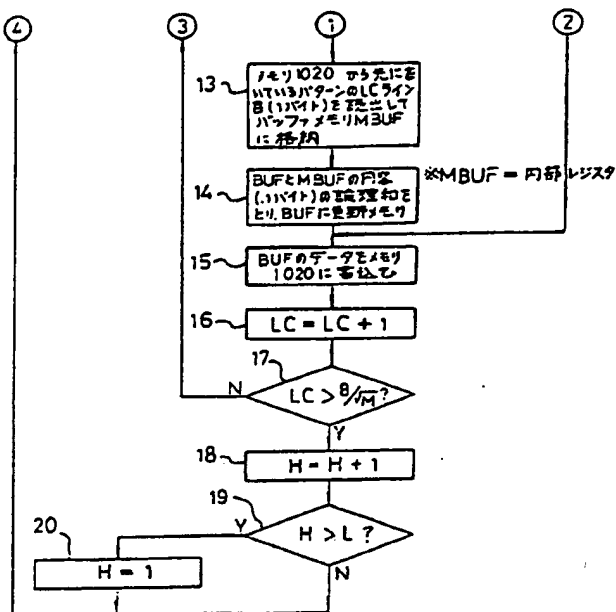 4
3
1
2
13
メモリ1020 から先に書
いているパターンのLCライン
B(1バイト)を読出して
バッファメモリMBUF
に格納
14
BUFとMBUFの内容
(1バイト)の論理和を
とり、BUFに更新メモリ
※MBUF=内部レジスタ
15
BUFのデータをメモリ
1020に書込む
16
LC=LC+1
17
LC>8/√M?
N
Y
18
H=H+1
19
H>L?
Y
N
20
H=1